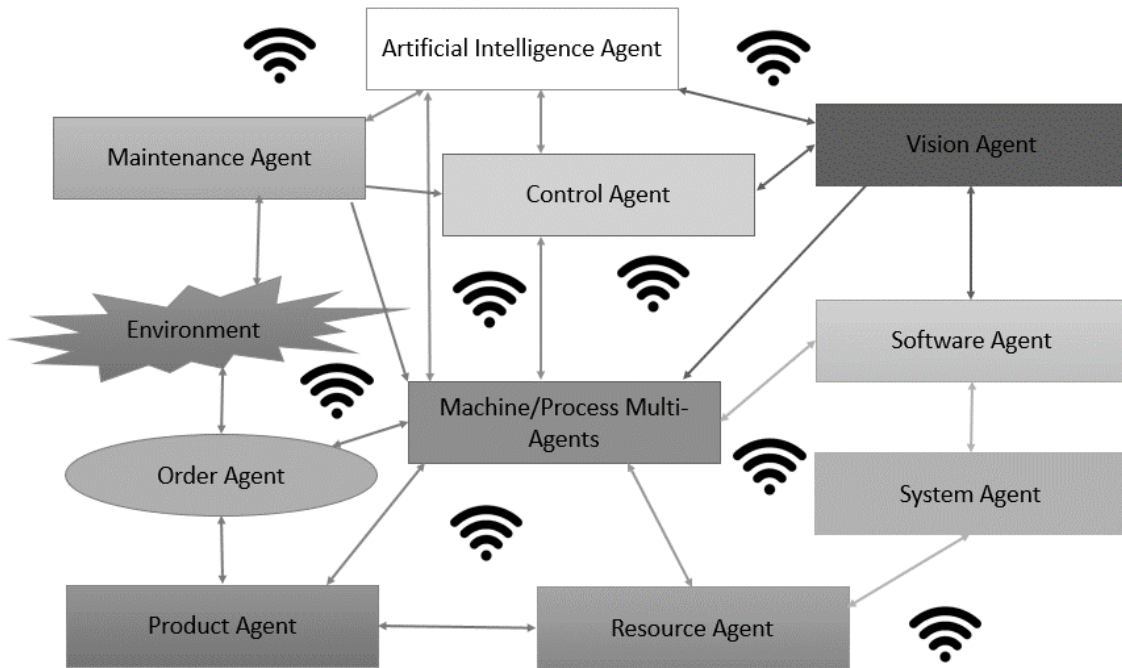 Artificial Intelligence Agent
Maintenance Agent
Vision Agent
Control Agent
Environment
Software Agent
Machine/Process Multi-
Agents
Order Agent
System Agent
Product Agent
Resource Agent